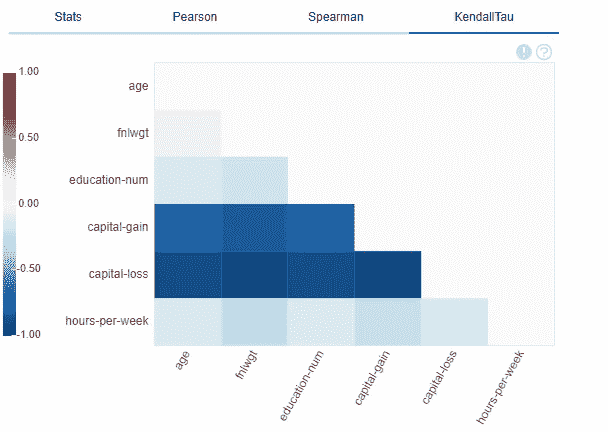 Stats Pearson Spearman KendallTau
! ?
1.00
0.50
0.00
-0.50
-1.00
age
fnlwgt
education-num
capital-gain
capital-loss
hours-per-week
age fnlwgt education-num capital-gain capital-loss hours-per-week